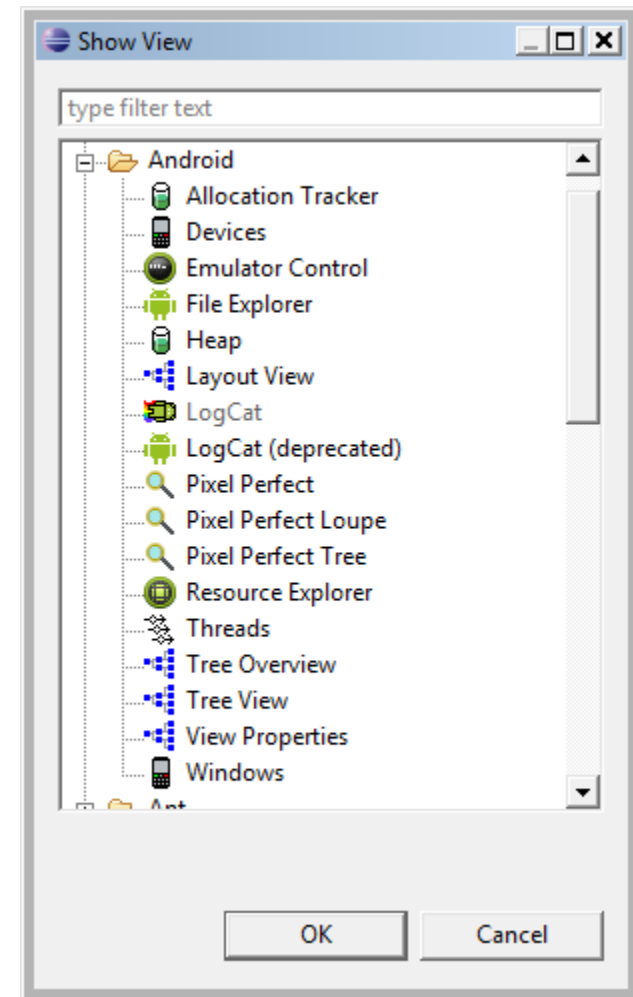 Show View
type filter text
Android
Allocation Tracker
Devices
Emulator Control
File Explorer
Heap
Layout View
LogCat
LogCat (deprecated)
Pixel Perfect
Pixel Perfect Loupe
Pixel Perfect Tree
Resource Explorer
Threads
Tree Overview
Tree View
View Properties
Windows
Ant
OK Cancel